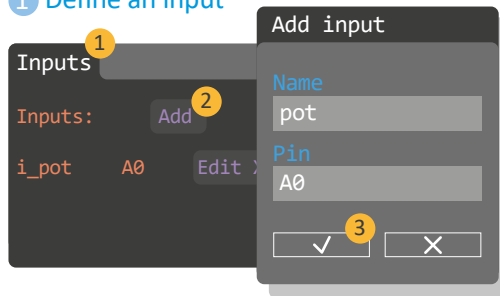 1 Define an input
1
Inputs
Inputs:
Add
2
i_pot
A0
Edit X
Add input
Name
pot
Pin
A0
3